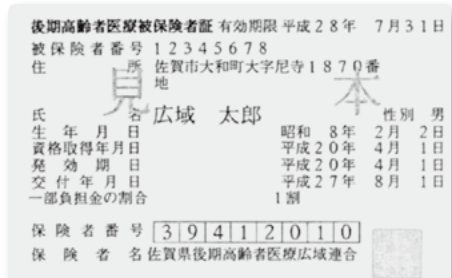 後期高齢者医療被保険者証 有効期限 平成28年 7月31日
被保険者番号 12345678
住 所 佐賀市大和町大字尼寺1870番
地
見 本
氏 名 広域 太郎 性別 男
生年月日 昭和 8年 2月 2日
資格取得年月日 平成20年 4月 1日
発効期日 平成20年 4月 1日
交付年月日 平成27年 8月 1日
一部負担金の割合 1割
保険者番号 39412010
保険者名 佐賀県後期高齢者医療広域連合